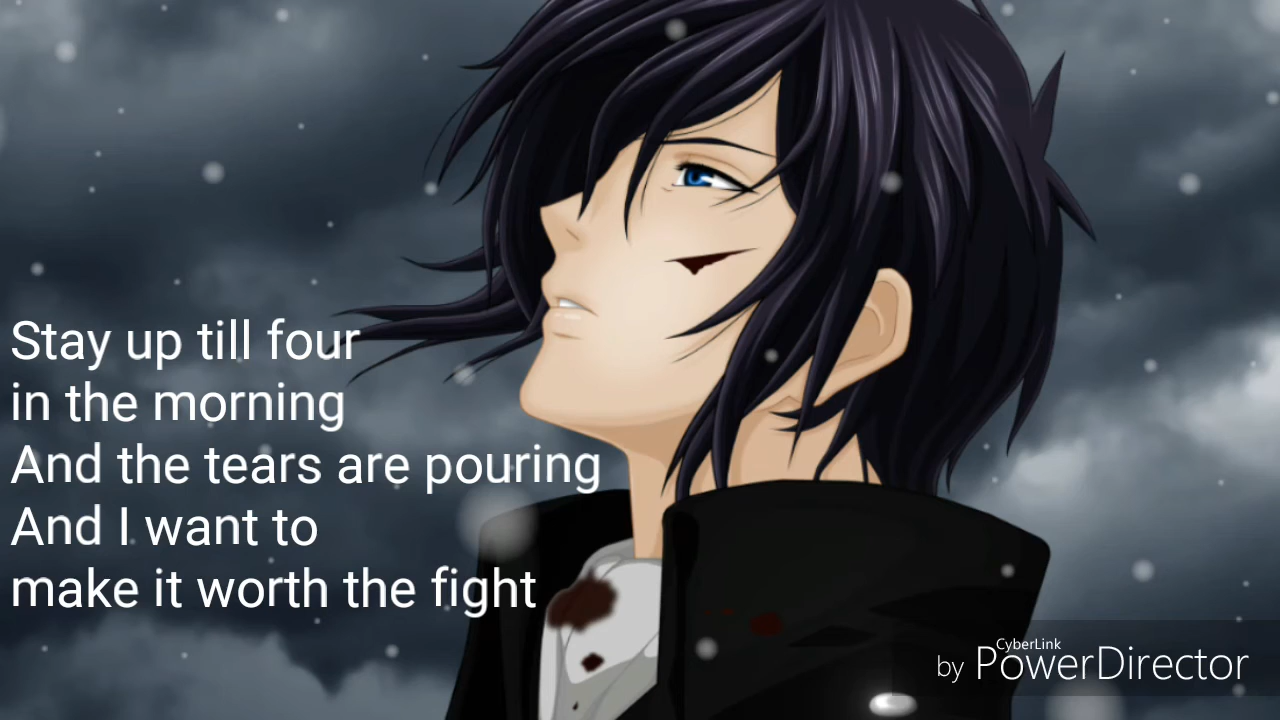 Stay up till four
in the morning
And the tears are pouring
And I want to
make it worth the fight
CyberLink
by PowerDirector